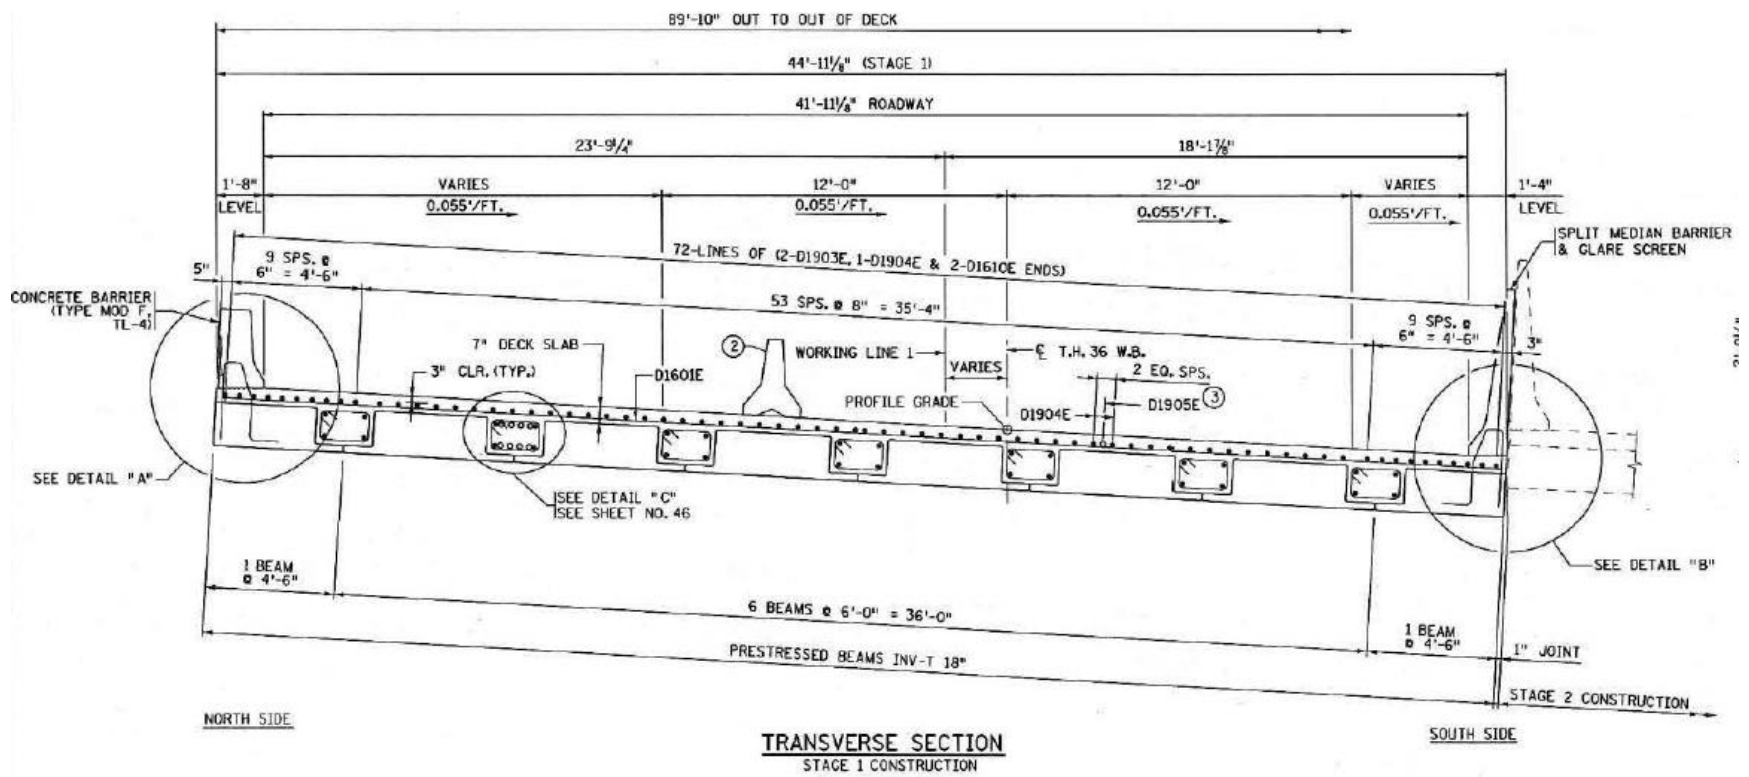 89'-10" OUT TO OUT OF DECK
44'-11⅛" (STAGE 1)
41'-11⅛" ROADWAY
23'-9¼"
18'-1⅞"
1'-8"
VARIES
12'-0"
12'-0"
VARIES
1'-4"
LEVEL
0.055'/FT.
0.055'/FT.
0.055'/FT.
0.055'/FT.
LEVEL
SPLIT MEDIAN BARRIER
& GLARE SCREEN
72-LINES OF (2-D1903E, 1-D1904E & 2-D1610E ENDS)
5"
9 SPS. @
6" = 4'-6"
53 SPS. @ 8" = 35'-4"
9 SPS. @
6" = 4'-6"
3"
CONCRETE BARRIER
(TYPE MOD F,
TL-4)
7" DECK SLAB
3" CLR. (TYP.)
D1601E
2
WORKING LINE 1
℄ T.H. 36 W.B.
VARIES
2 EQ. SPS.
PROFILE GRADE
D1904E
D1905E
3
SEE DETAIL "A"
SEE DETAIL "C"
SEE SHEET NO. 46
SEE DETAIL "B"
1 BEAM
@ 4'-6"
6 BEAMS @ 6'-0" = 36'-0"
1 BEAM
@ 4'-6"
1" JOINT
PRESTRESSED BEAMS INV-T 18"
STAGE 2 CONSTRUCTION
NORTH SIDE
SOUTH SIDE
TRANSVERSE SECTION
STAGE 1 CONSTRUCTION